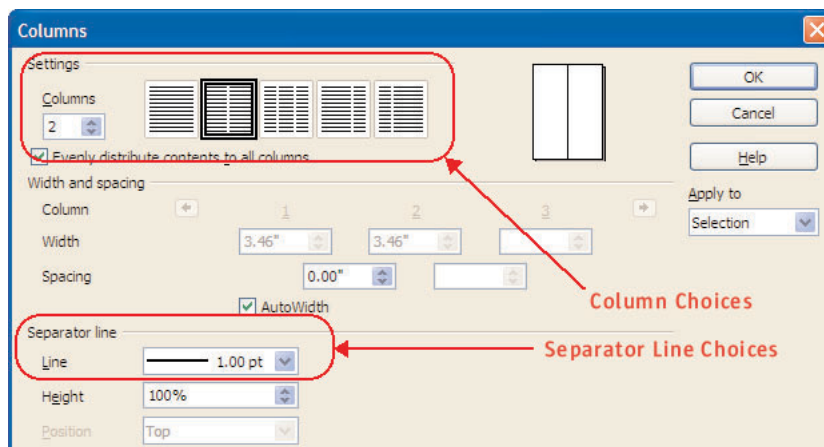 Columns
Settings
OK
Columns
2
Cancel
Evenly distribute contents to all columns
Help
Width and spacing
Apply to
Column 1 2 3
Selection
Width 3.46" 3.46"
Spacing 0.00"
Column Choices
AutoWidth
Separator line
Separator Line Choices
Line 1.00 pt
Height 100%
Position Top